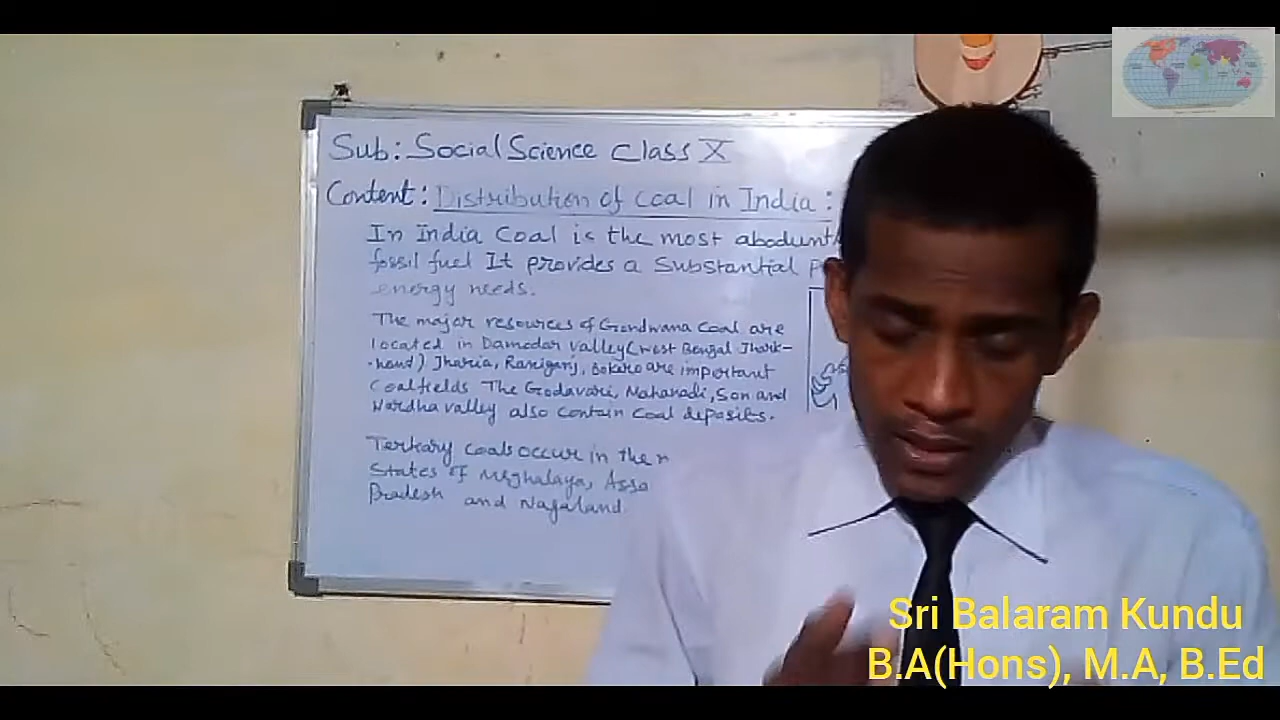 Sub: Social Science Class X
Content: Distribution of Coal in India:
In India Coal is the most abodunt
fossil fuel It provides a Substantial
energy needs.
The major resources of Gondwana Coal are
located in Damodar Valley (West Bengal Jhark-
-hand) Jharia, Raniganj, Bokaro are important
Coalfields The Godavari, Mahanadi, Son and
Wardha valley also contain Coal deposits.
Tertary Coals occur in the n
States of Meghalaya, Assa
Pradesh and Nagaland
Sri Balaram Kundu
B.A(Hons), M.A, B.Ed